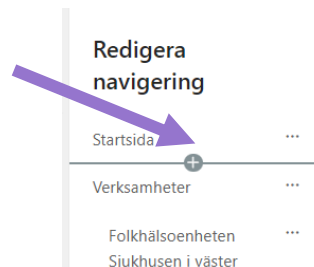 Redigera
navigering
Startsida
...
Verksamheter
...
Folkhälsoenheten
...
Sjukhusen i väster